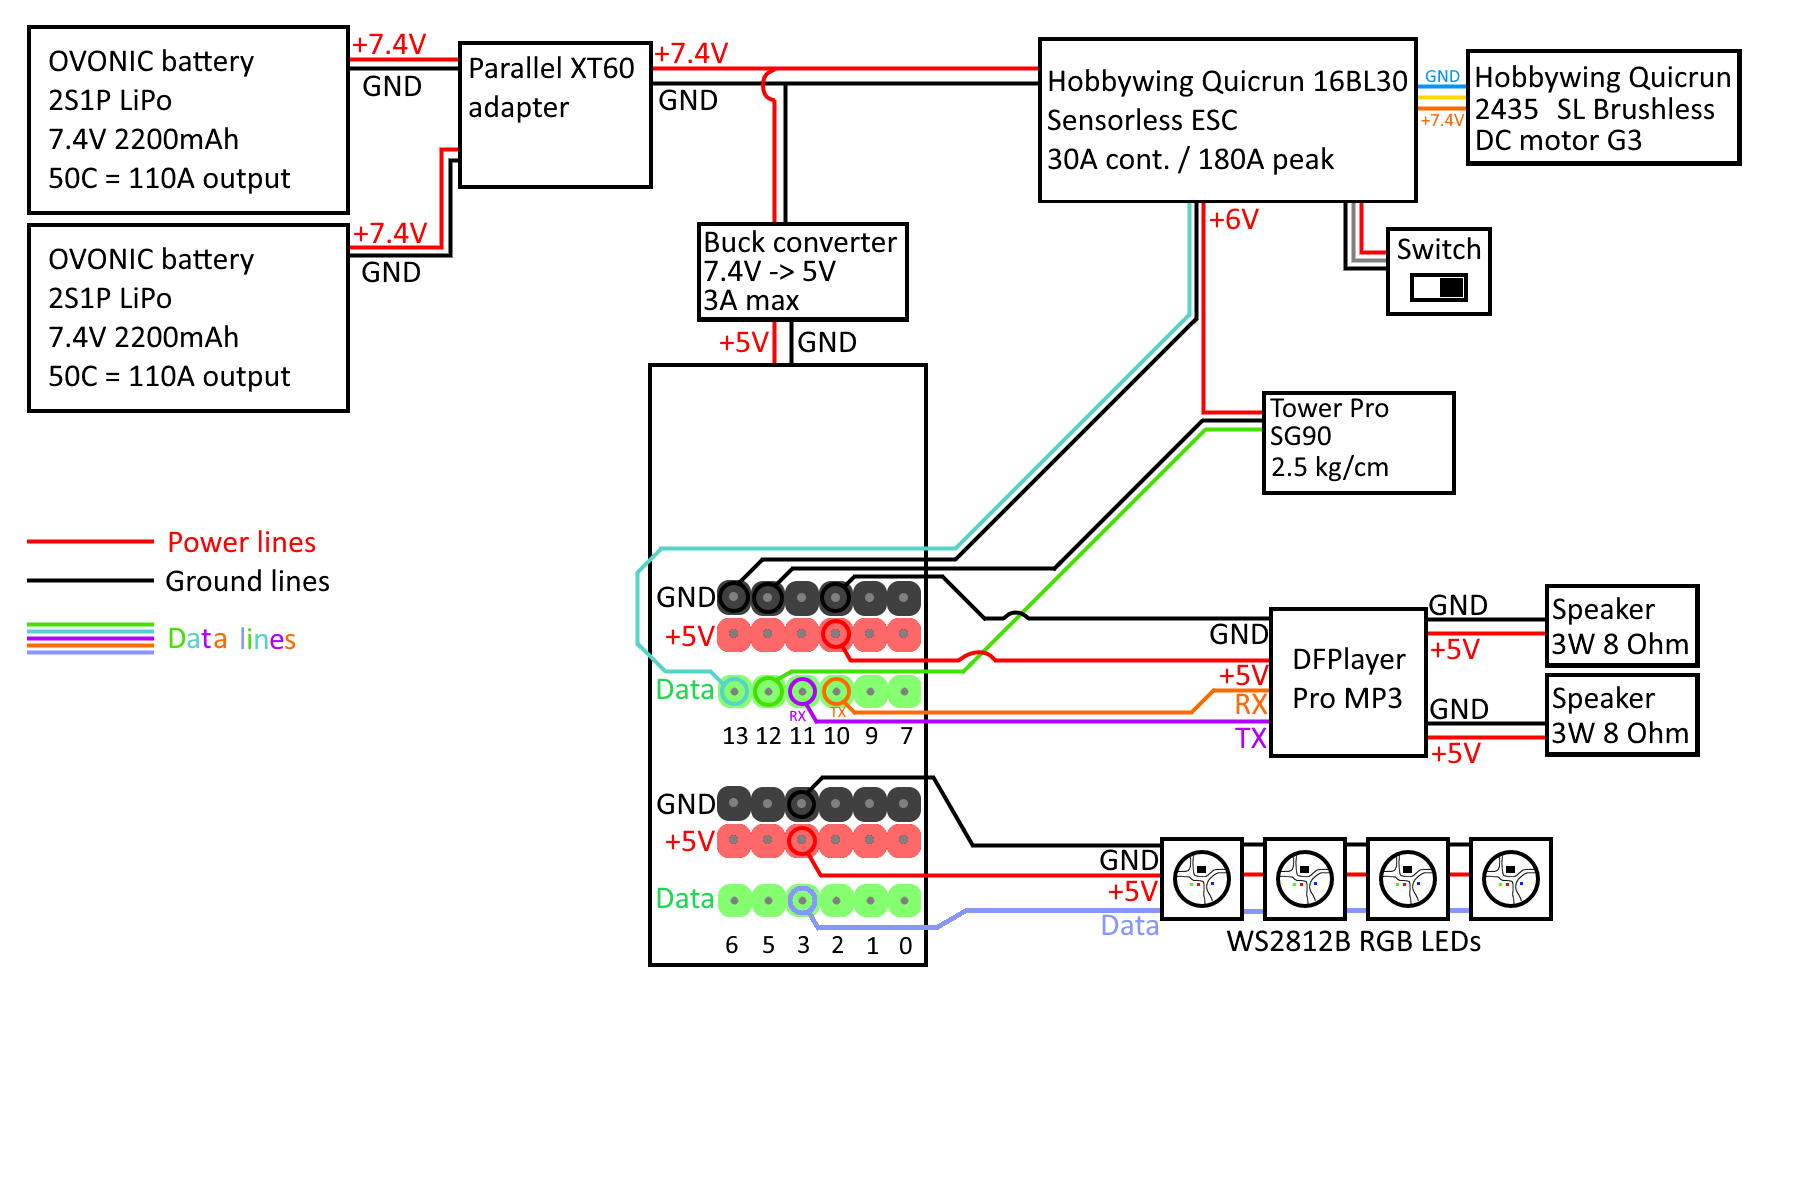 OVONIC battery
2S1P LiPo
7.4V 2200mAh
50C = 110A output
+7.4V
GND
OVONIC battery
2S1P LiPo
7.4V 2200mAh
50C = 110A output
+7.4V
GND
Parallel XT60
adapter
+7.4V
GND
Hobbywing Quicrun 16BL30
Sensorless ESC
30A cont. / 180A peak
GND
+7.4V
Hobbywing Quicrun
2435 SL Brushless
DC motor G3
+6V
Switch
Buck converter
7.4V -> 5V
3A max
+5V
GND
Tower Pro
SG90
2.5 kg/cm
Power lines
Ground lines
Data lines
GND
+5V
Data
RX
TX
13 12 11 10 9 7
GND
+5V
RX
TX
DFPlayer
Pro MP3
GND
+5V
Speaker
3W 8 Ohm
GND
+5V
Speaker
3W 8 Ohm
GND
+5V
Data
6 5 3 2 1 0
GND
+5V
Data
WS2812B RGB LEDs